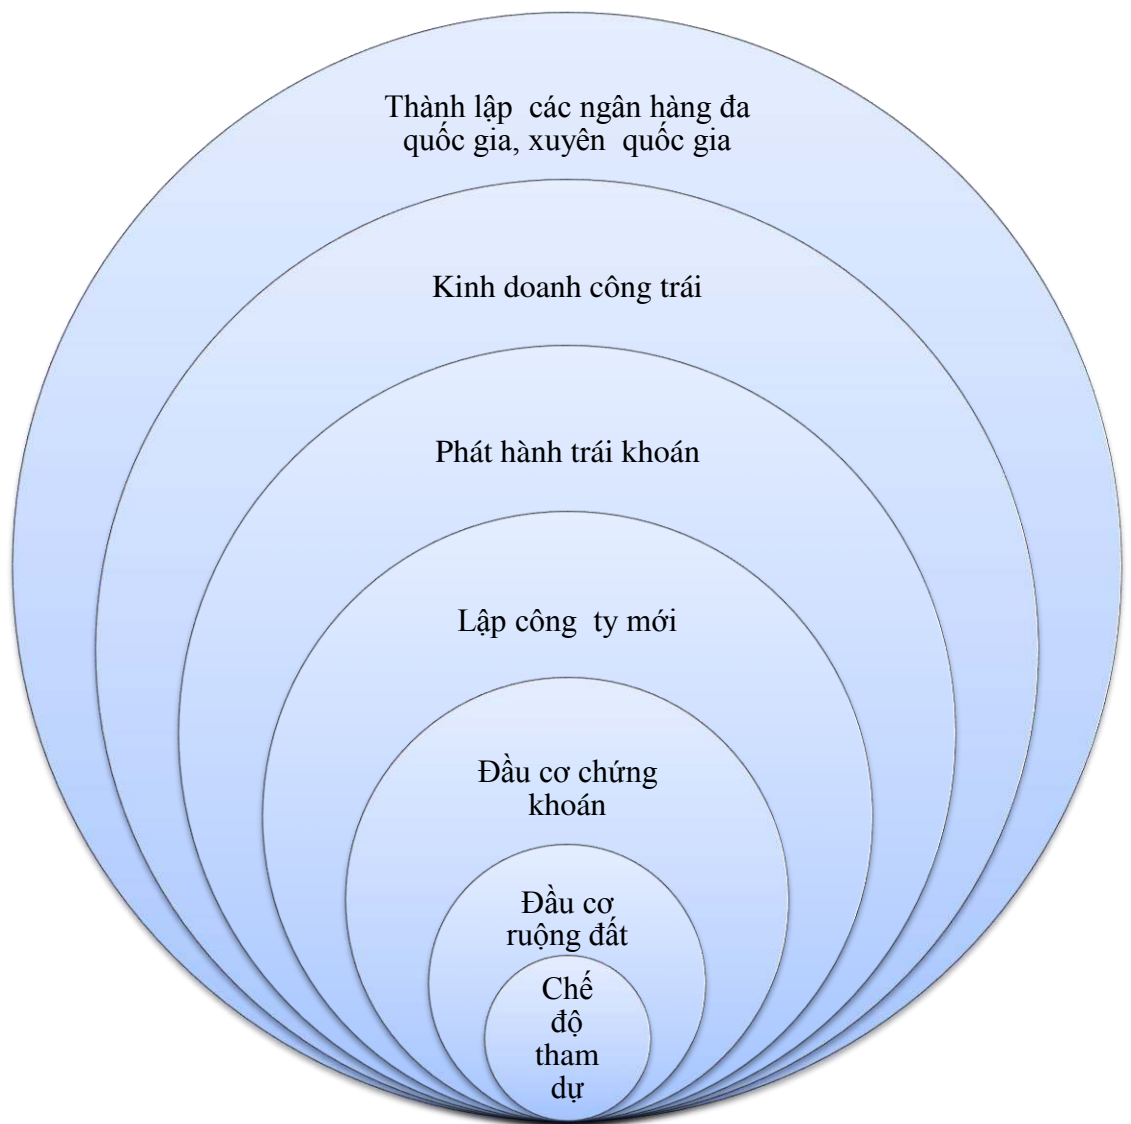 Thành lập các ngân hàng đa
quốc gia, xuyên quốc gia
Kinh doanh công trái
Phát hành trái khoán
Lập công ty mới
Đầu cơ chứng
khoán
Đầu cơ
ruộng đất
Chế
độ
tham
dự